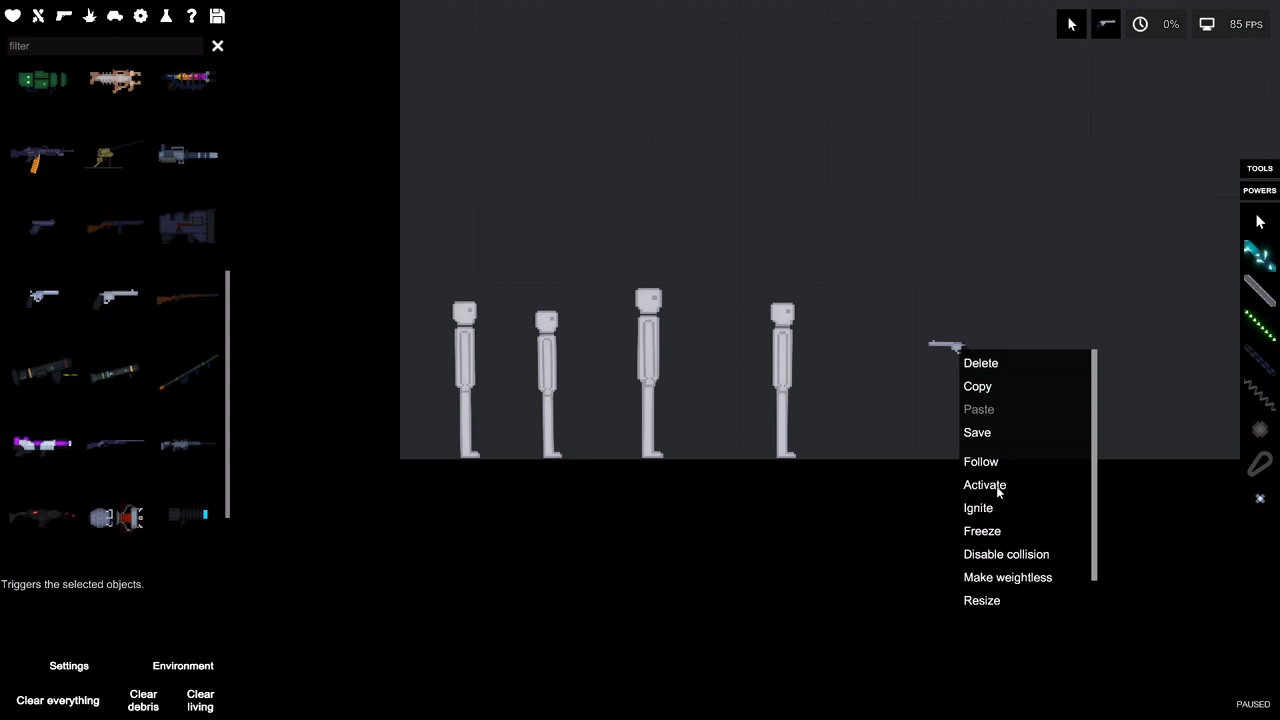 filter
0%
85 FPS
TOOLS
POWERS
Delete
Copy
Paste
Save
Follow
Activate
Ignite
Freeze
Disable collision
Make weightless
Resize
Triggers the selected objects.
Settings
Environment
Clear everything
Clear
debris
Clear
living
PAUSED